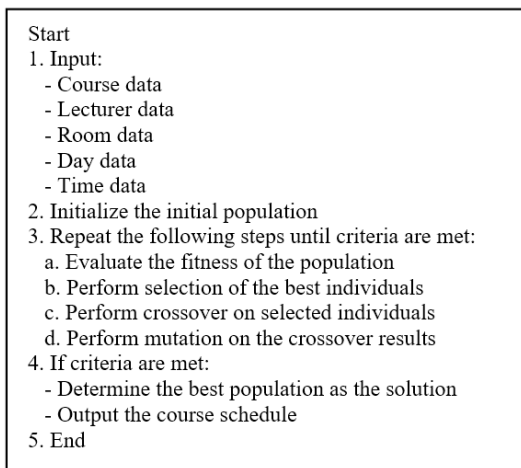 Start
1. Input:
- Course data
- Lecturer data
- Room data
- Day data
- Time data
2. Initialize the initial population
3. Repeat the following steps until criteria are met:
a. Evaluate the fitness of the population
b. Perform selection of the best individuals
c. Perform crossover on selected individuals
d. Perform mutation on the crossover results
4. If criteria are met:
- Determine the best population as the solution
- Output the course schedule
5. End